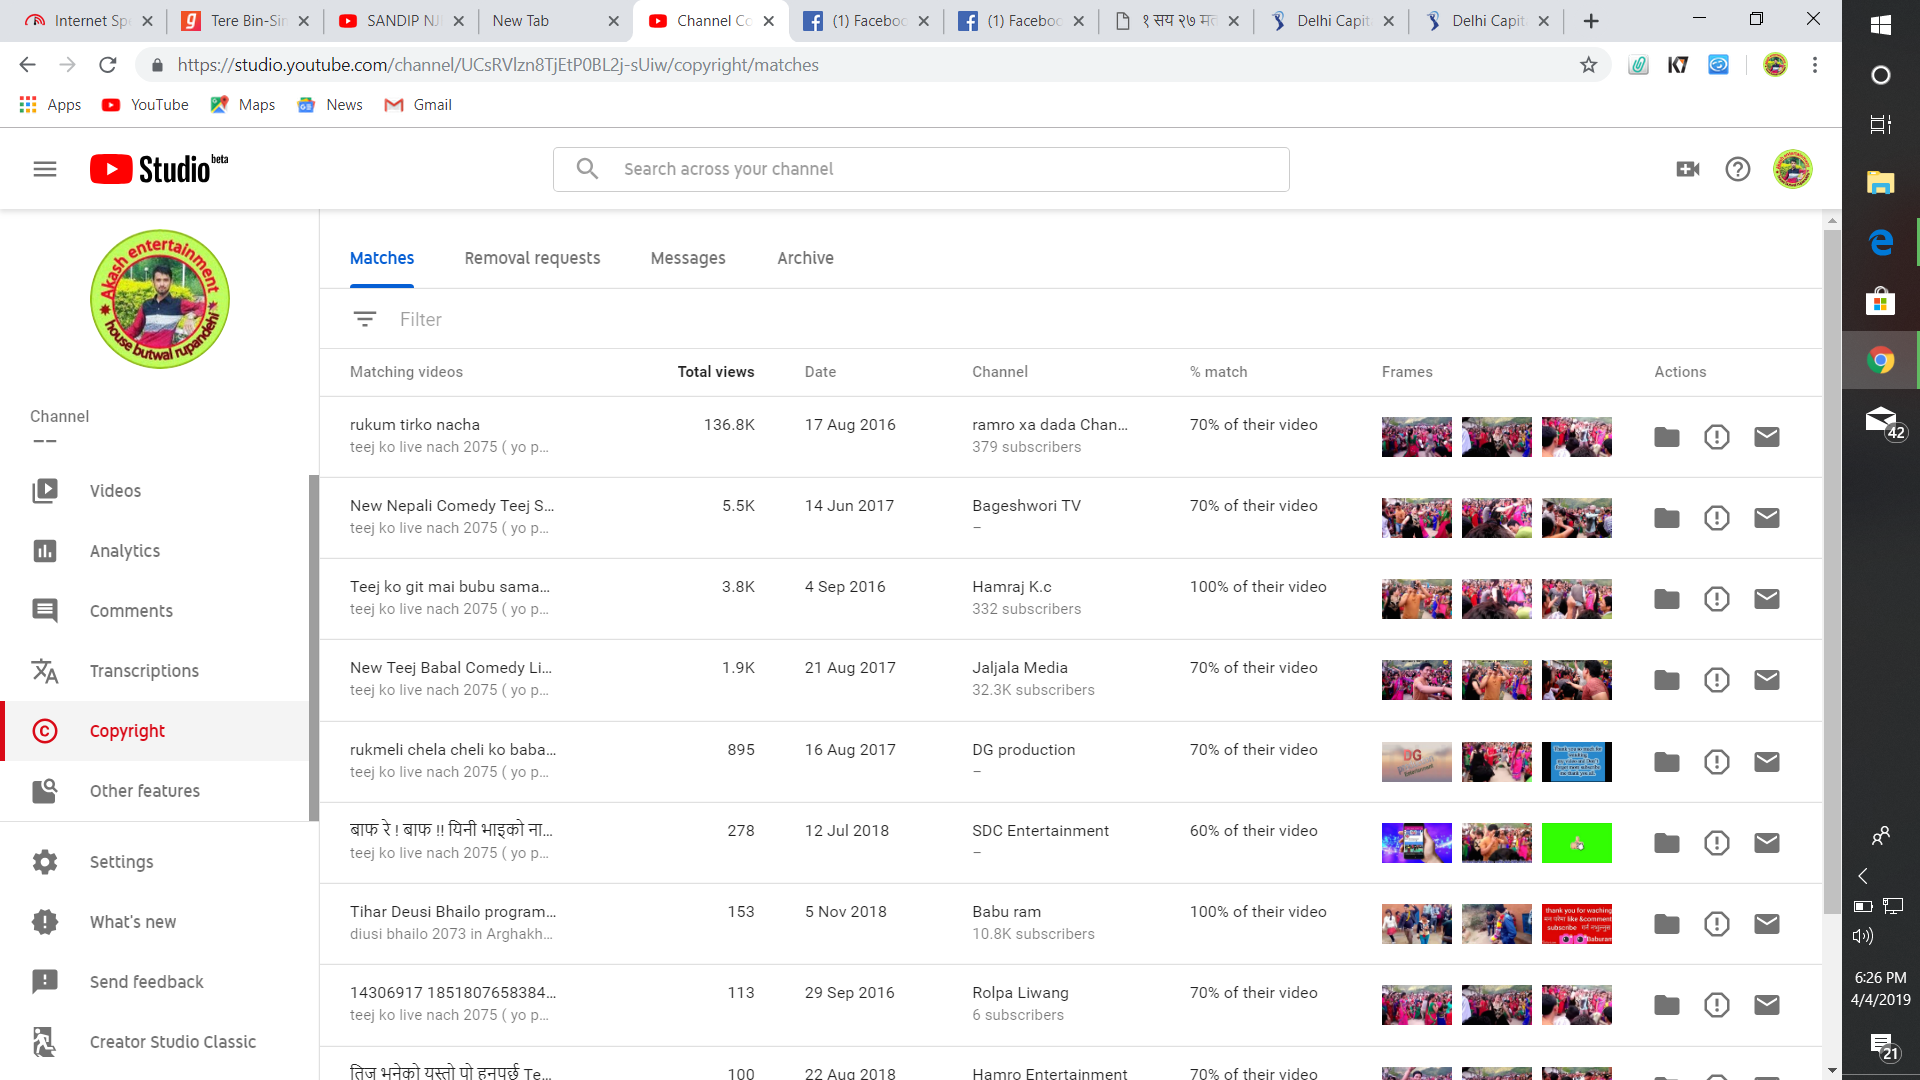 Internet Sp
Tere Bin-Sin
SANDIP NJ
New Tab
Channel Co
(1) Faceboo
(1) Faceboo
१ सय २७ मत
Delhi Capit
Delhi Capit
https://studio.youtube.com/channel/UCsRVlzn8TjEtP0BL2j-sUiw/copyright/matches
Apps YouTube Maps News Gmail
Studio beta
Search across your channel
Akash entertainment
house butwal rupandehi
Channel
Videos
Analytics
Comments
Transcriptions
Copyright
Other features
Settings
What's new
Send feedback
Creator Studio Classic
Matches Removal requests Messages Archive
Filter
Matching videos Total views Date Channel % match Frames Actions
rukum tirko nacha 136.8K 17 Aug 2016 ramro xa dada Chan... 70% of their video
teej ko live nach 2075 ( yo p... 379 subscribers
New Nepali Comedy Teej S... 5.5K 14 Jun 2017 Bageshwori TV 70% of their video
teej ko live nach 2075 ( yo p... –
Teej ko git mai bubu sama... 3.8K 4 Sep 2016 Hamraj K.c 100% of their video
teej ko live nach 2075 ( yo p... 332 subscribers
New Teej Babal Comedy Li... 1.9K 21 Aug 2017 Jaljala Media 70% of their video
teej ko live nach 2075 ( yo p... 32.3K subscribers
rukmeli chela cheli ko baba... 895 16 Aug 2017 DG production 70% of their video
teej ko live nach 2075 ( yo p... –
DG
बाफ रे ! बाफ !! यिनी भाइको ना... 278 12 Jul 2018 SDC Entertainment 60% of their video
teej ko live nach 2075 ( yo p... –
Tihar Deusi Bhailo program... 153 5 Nov 2018 Babu ram 100% of their video
diusi bhailo 2073 in Arghakh... 10.8K subscribers
thank you for waching
like &comment
subscribe
Baburam
14306917 1851807658384... 113 29 Sep 2016 Rolpa Liwang 70% of their video
teej ko live nach 2075 ( yo p... 6 subscribers
तिज भनेको यस्तो पो हुनुपर्छ Te... 100 22 Aug 2018 Hamro Entertainment 70% of their video
K7
42
6:26 PM
4/4/2019
21